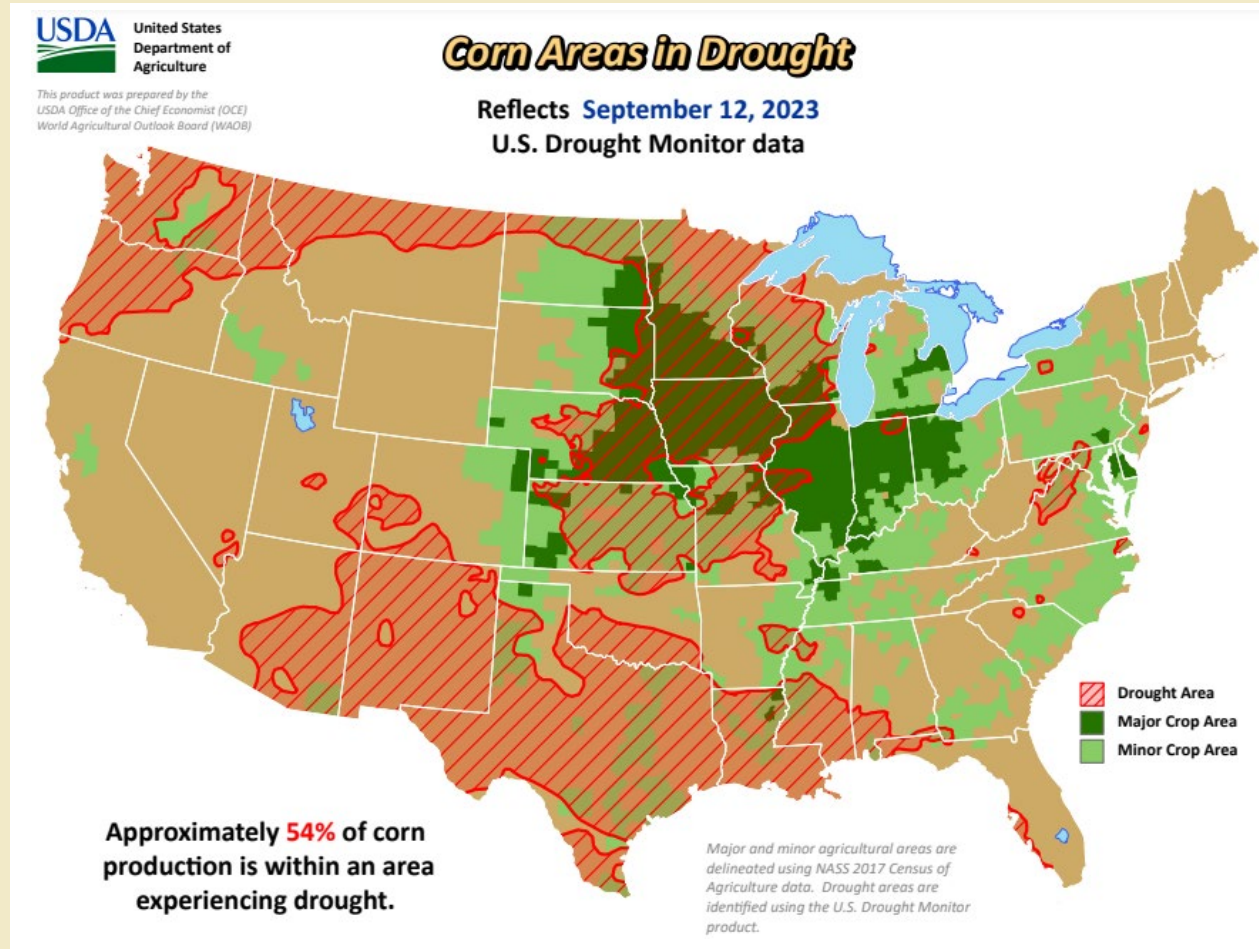 USDA
United States
Department of
Agriculture
This product was prepared by the
USDA Office of the Chief Economist (OCE)
World Agricultural Outlook Board (WAOB)
Corn Areas in Drought
Reflects September 12, 2023
U.S. Drought Monitor data
Drought Area
Major Crop Area
Minor Crop Area
Approximately 54% of corn
production is within an area
experiencing drought.
Major and minor agricultural areas are
delineated using NASS 2017 Census of
Agriculture data. Drought areas are
identified using the U.S. Drought Monitor
product.